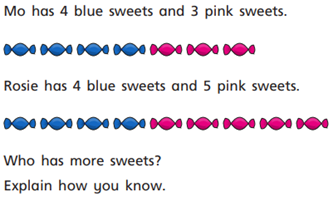 Mo has 4 blue sweets and 3 pink sweets.
Rosie has 4 blue sweets and 5 pink sweets.
Who has more sweets?
Explain how you know.